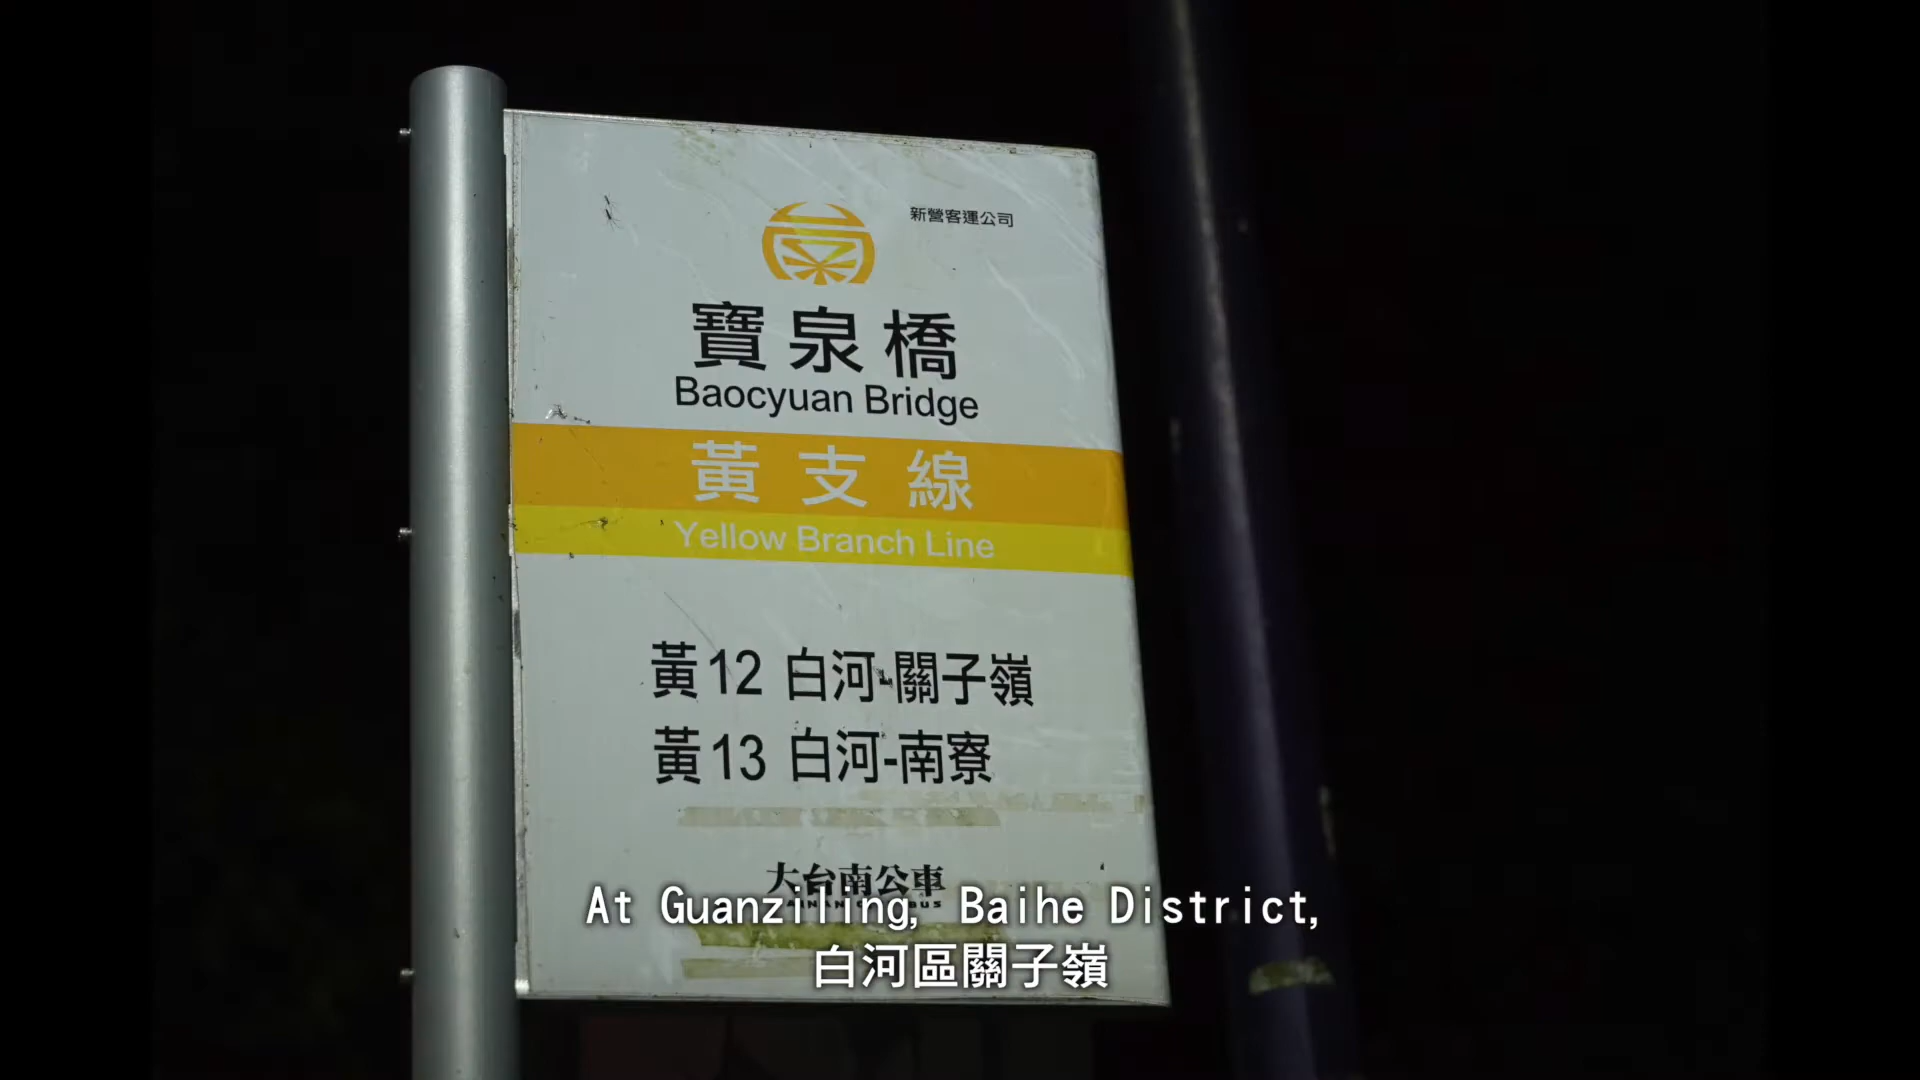 新營客運公司
寶泉橋
Baocyuan Bridge
黃支線
Yellow Branch Line
黃12 白河-關子嶺
黃13 白河-南寮
大台南公車
At Guanziling, Baihe District,
白河區關子嶺